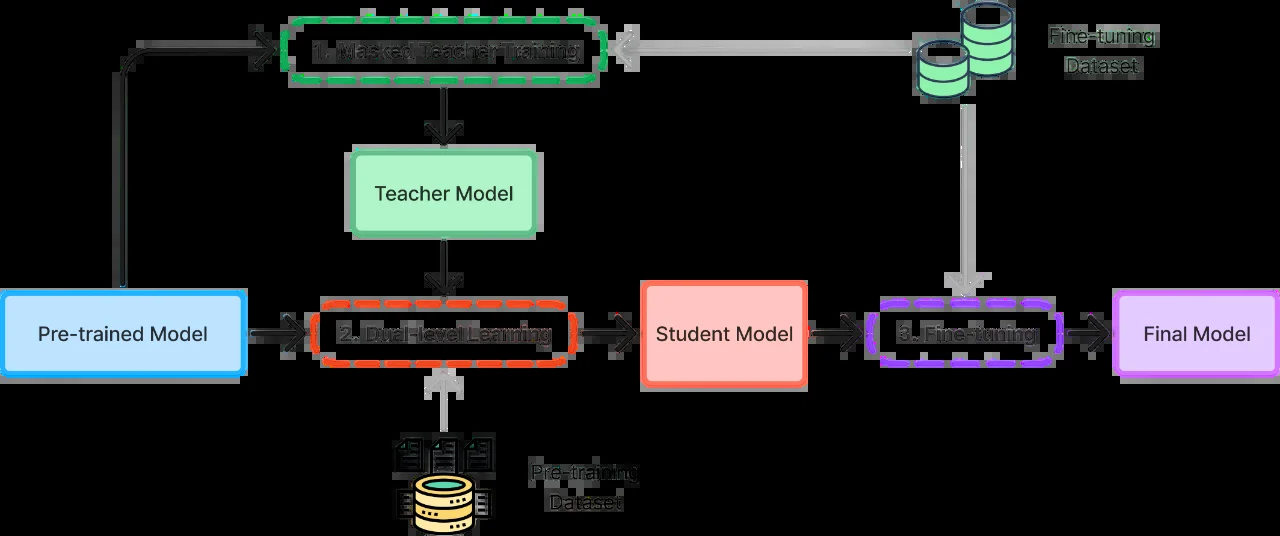 1. Masked Teacher Training
Fine-tuning
Dataset
Teacher Model
Pre-trained Model
2. Dual-level Learning
Student Model
3. Fine-tuning
Final Model
Pre-training
Dataset